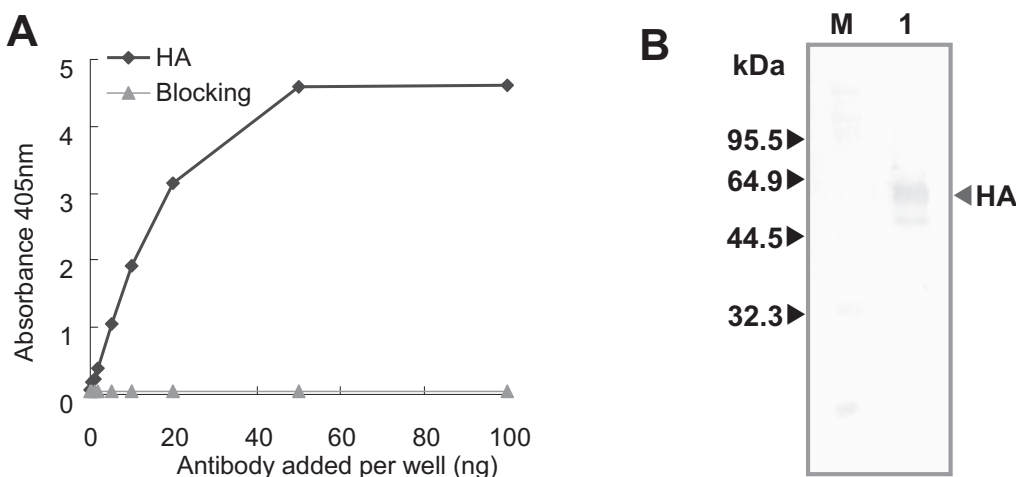 A
5
4
3
2
1
0
HA
Blocking
Absorbance 405nm
0 20 40 60 80 100
Antibody added per well (ng)
B
M 1
kDa
95.5
64.9
44.5
32.3
HA